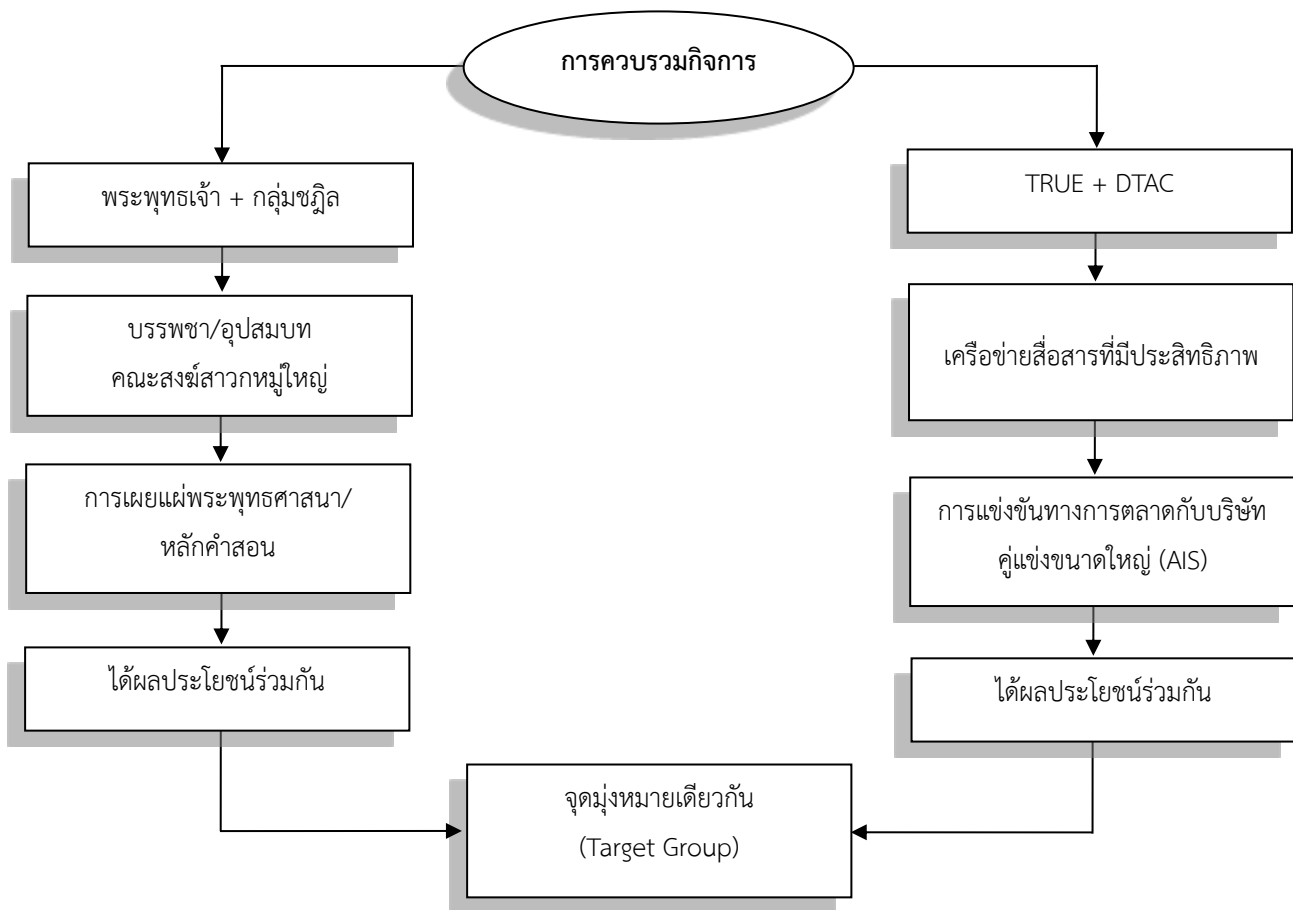 การควบรวมกิจการ
พระพุทธเจ้า + กลุ่มชฎิล
บรรพชา/อุปสมบท
คณะสงฆ์สาวกหมู่ใหญ่
การเผยแผ่พระพุทธศาสนา/
หลักคำสอน
ได้ผลประโยชน์ร่วมกัน
TRUE + DTAC
เครือข่ายสื่อสารที่มีประสิทธิภาพ
การแข่งขันทางการตลาดกับบริษัท
คู่แข่งขนาดใหญ่ (AIS)
ได้ผลประโยชน์ร่วมกัน
จุดมุ่งหมายเดียวกัน
(Target Group)